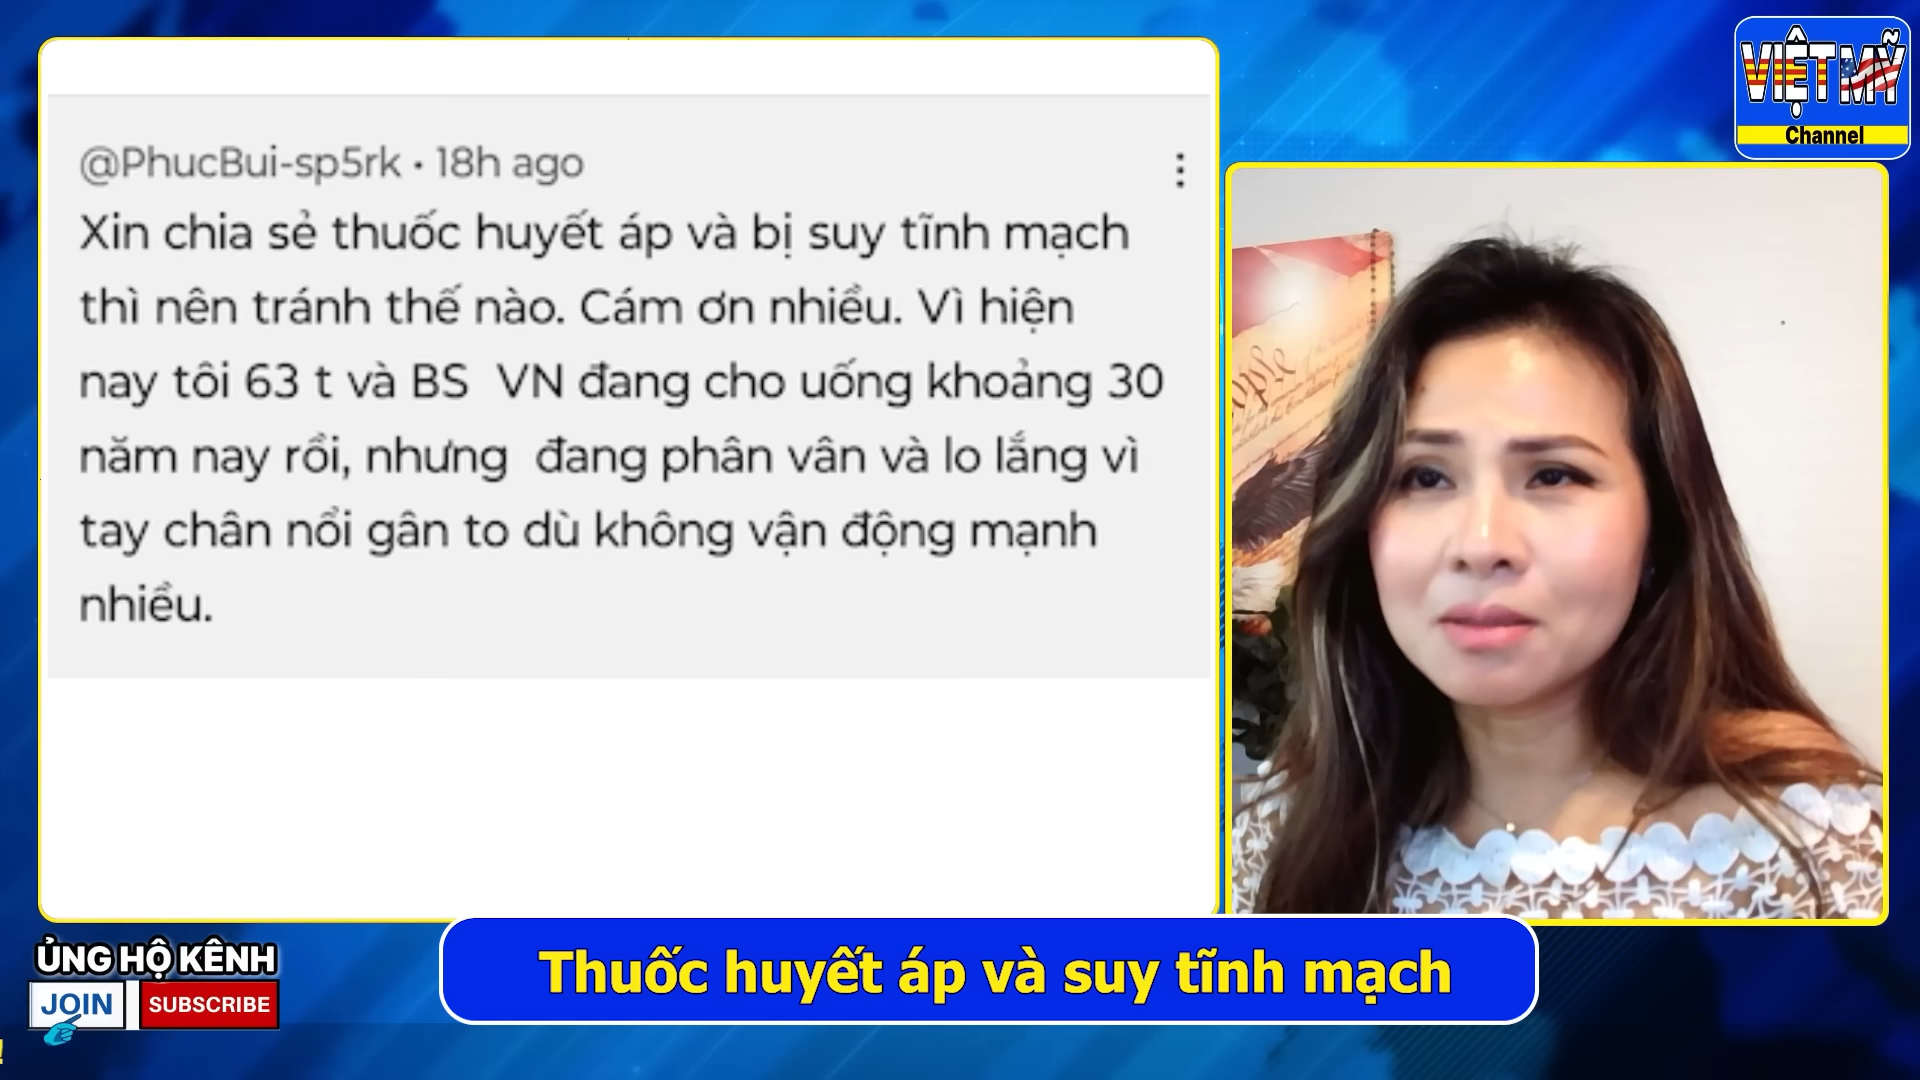 VIỆT MỸ
Channel
@PhucBui-sp5rk • 18h ago
Xin chia sẻ thuốc huyết áp và bị suy tĩnh mạch
thì nên tránh thế nào. Cám ơn nhiều. Vì hiện
nay tôi 63 t và BS VN đang cho uống khoảng 30
năm nay rồi, nhưng đang phân vân và lo lắng vì
tay chân nổi gân to dù không vận động mạnh
nhiều.
ỦNG HỘ KÊNH
JOIN SUBSCRIBE
Thuốc huyết áp và suy tĩnh mạch